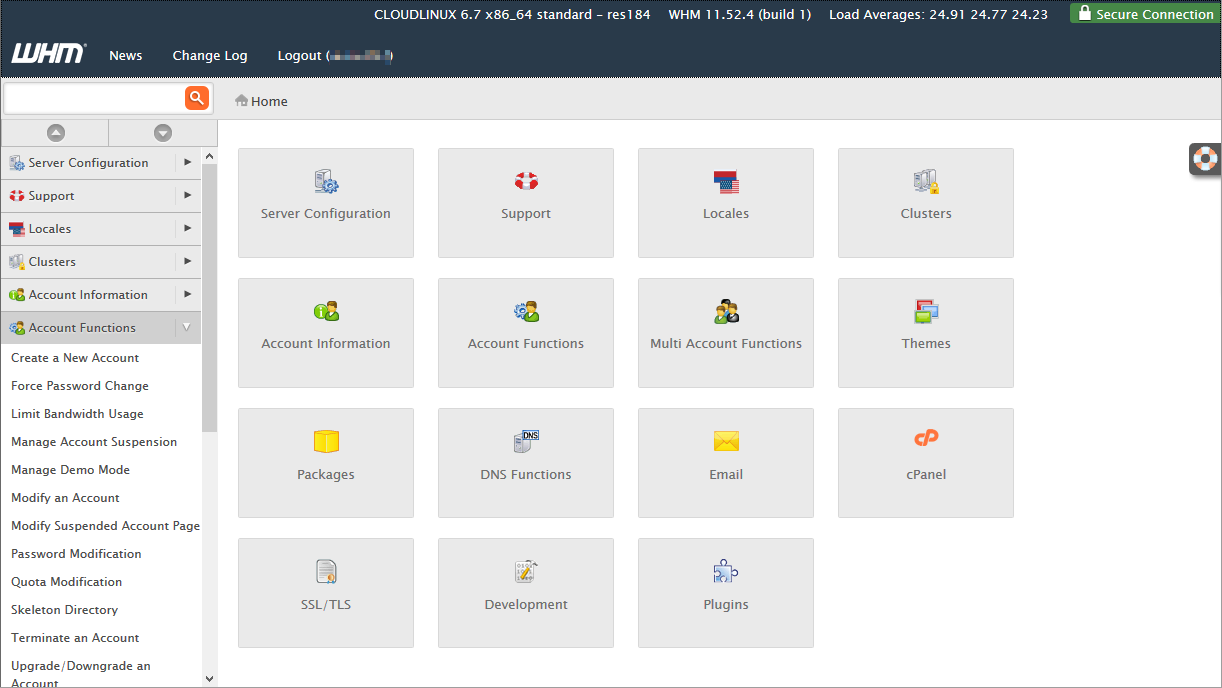 CLOUDLINUX 6.7 x86_64 standard – res184 WHM 11.52.4 (build 1) Load Averages: 24.91 24.77 24.23 Secure Connection
WHM News Change Log Logout ( )
Home
Server Configuration
Support
Locales
Clusters
Account Information
Account Functions
Create a New Account
Force Password Change
Limit Bandwidth Usage
Manage Account Suspension
Manage Demo Mode
Modify an Account
Modify Suspended Account Page
Password Modification
Quota Modification
Skeleton Directory
Terminate an Account
Upgrade/Downgrade an
Account
Server Configuration Support Locales Clusters
Account Information Account Functions Multi Account Functions Themes
DNS
cP
Packages DNS Functions Email cPanel
SSL/TLS Development Plugins